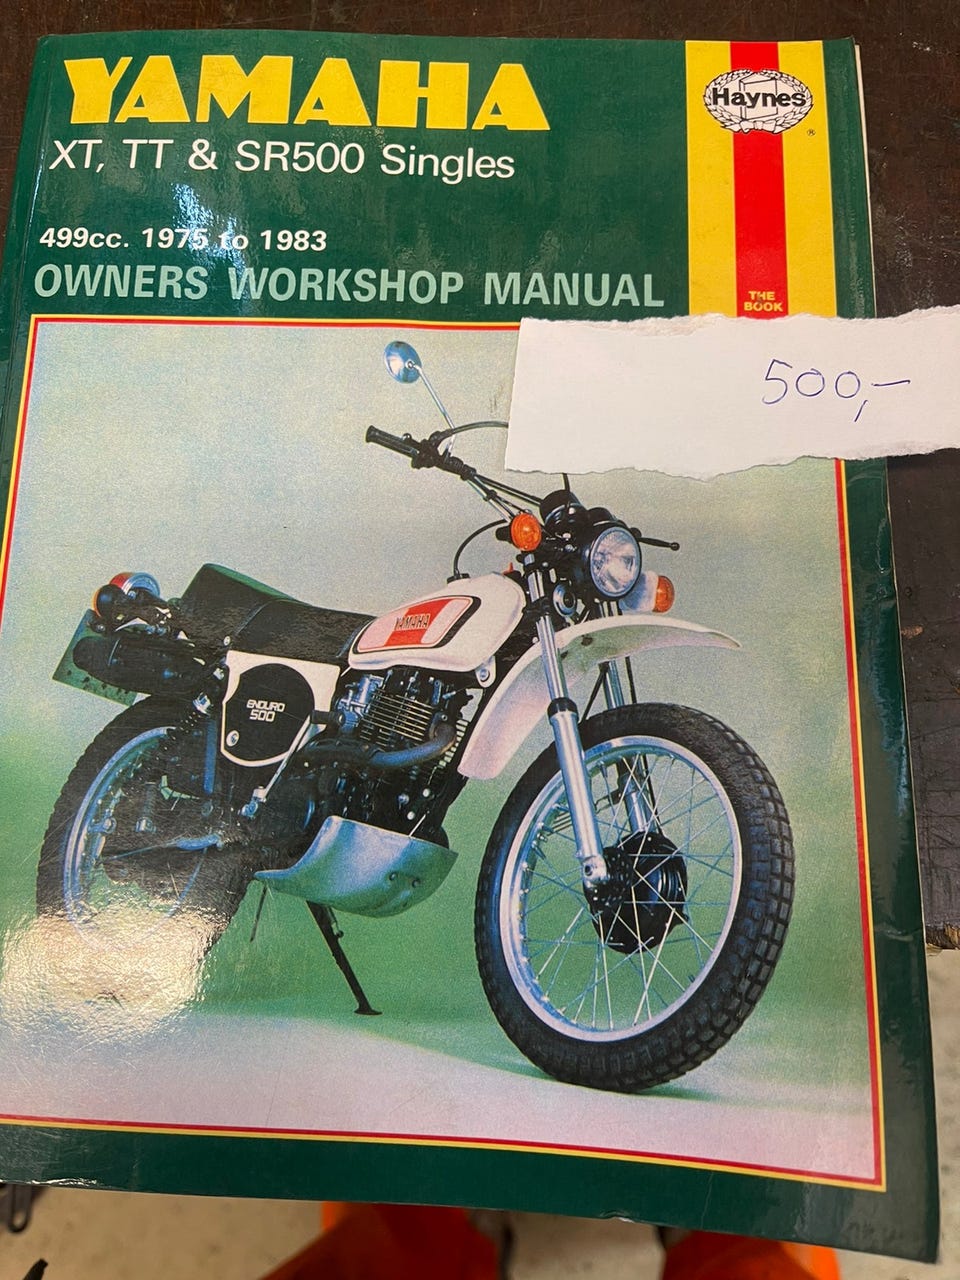 YAMAHA
XT, TT & SR500 Singles
499cc. 1975 to 1983
OWNERS WORKSHOP MANUAL
Haynes
®
THE
BOOK
500,-
YAMAHA
ENDURO
500